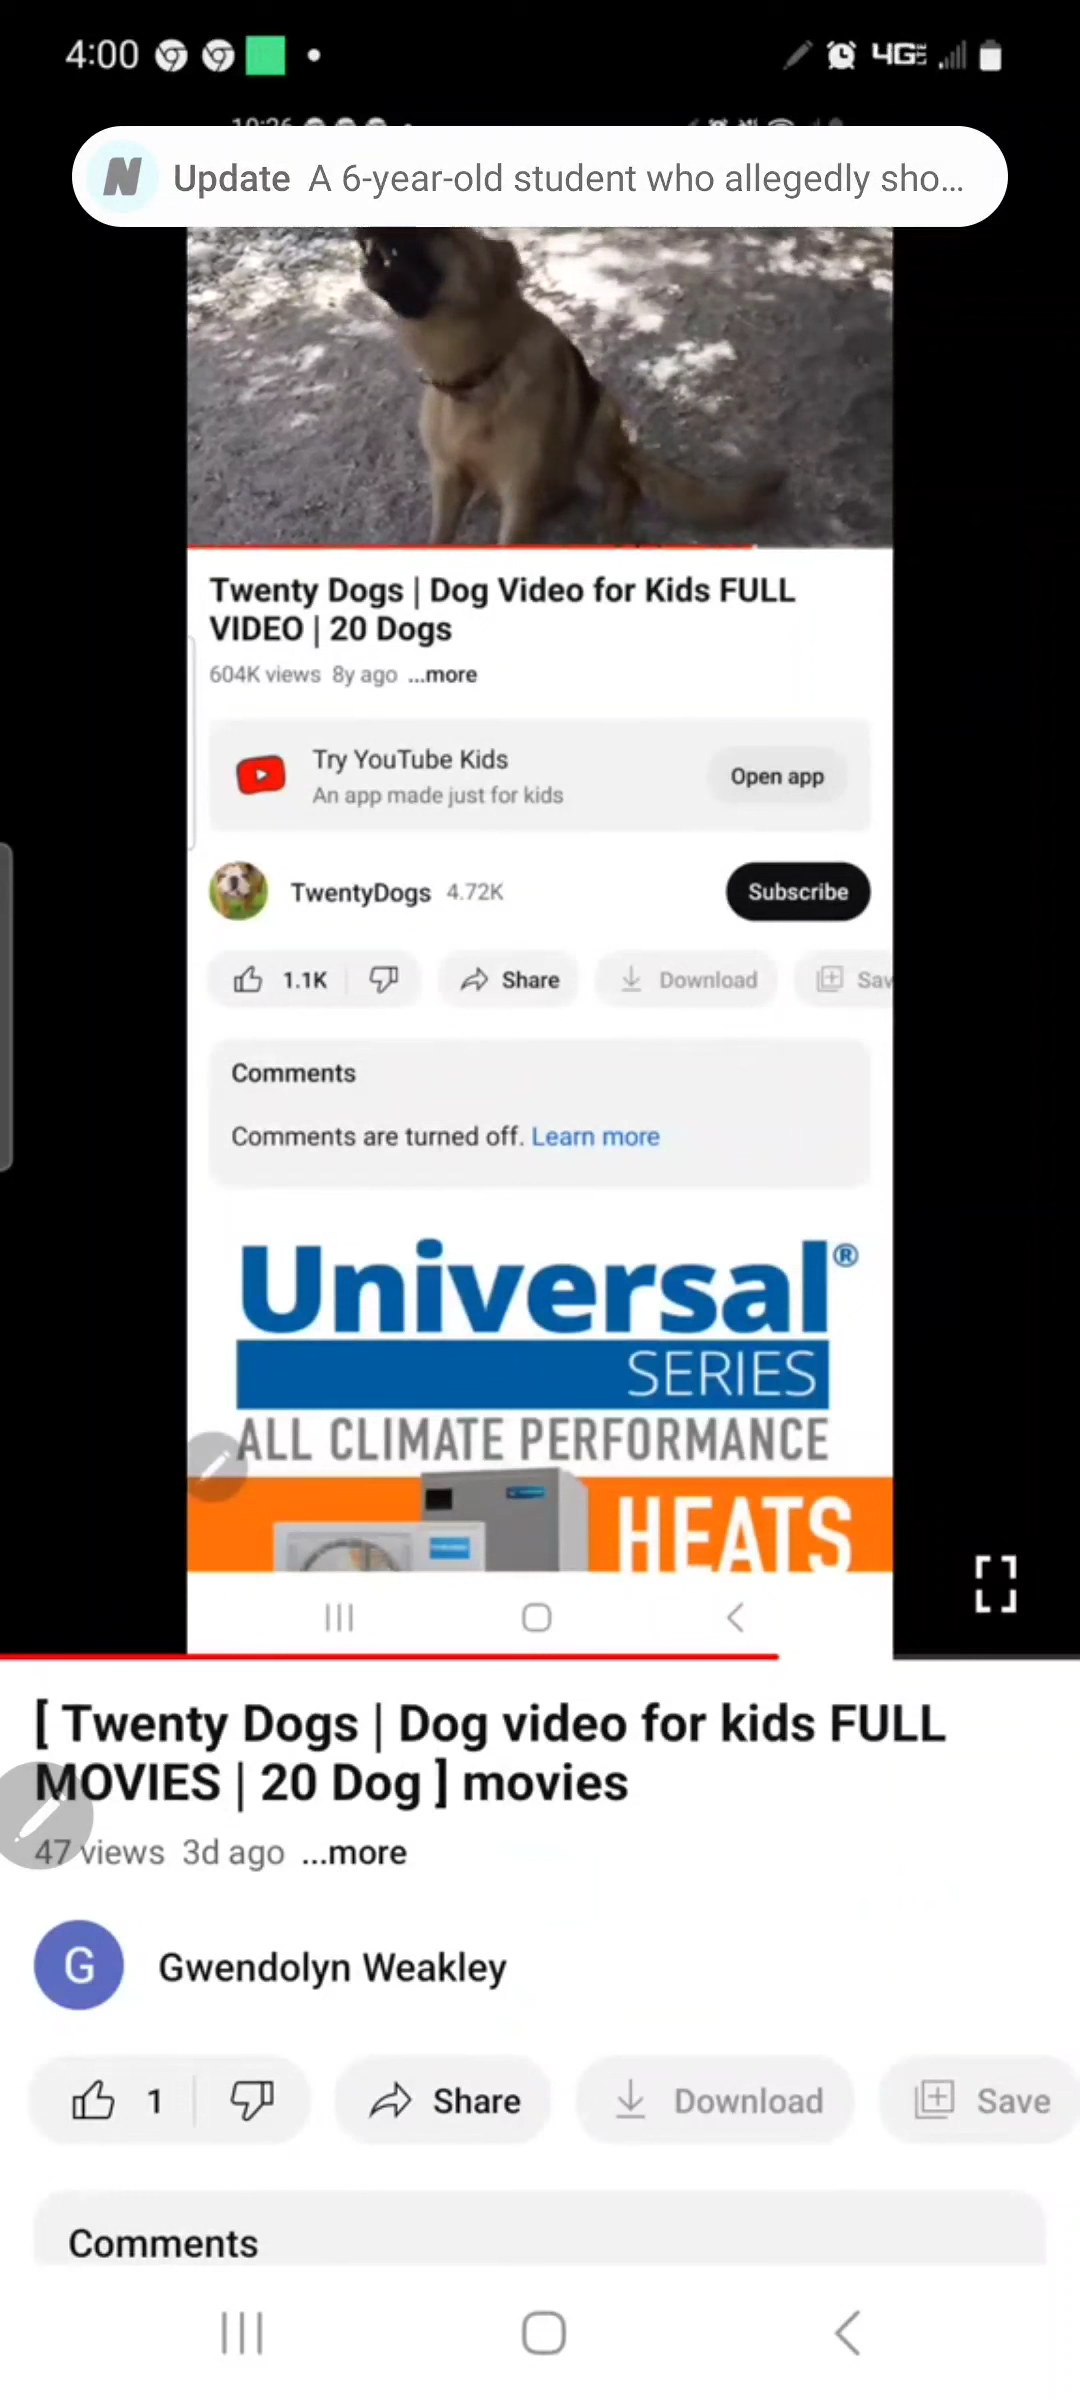 4:00
4GE
10:26
N Update A 6-year-old student who allegedly sho...
Twenty Dogs | Dog Video for Kids FULL
VIDEO | 20 Dogs
604K views 8y ago ...more
Try YouTube Kids
An app made just for kids
Open app
TwentyDogs 4.72K
Subscribe
1.1K
Share
Download
Sav
Comments
Comments are turned off. Learn more
Universal®
SERIES
ALL CLIMATE PERFORMANCE
HEATS
[ Twenty Dogs | Dog video for kids FULL
MOVIES | 20 Dog ] movies
47 views 3d ago ...more
G Gwendolyn Weakley
1
Share
Download
Save
Comments